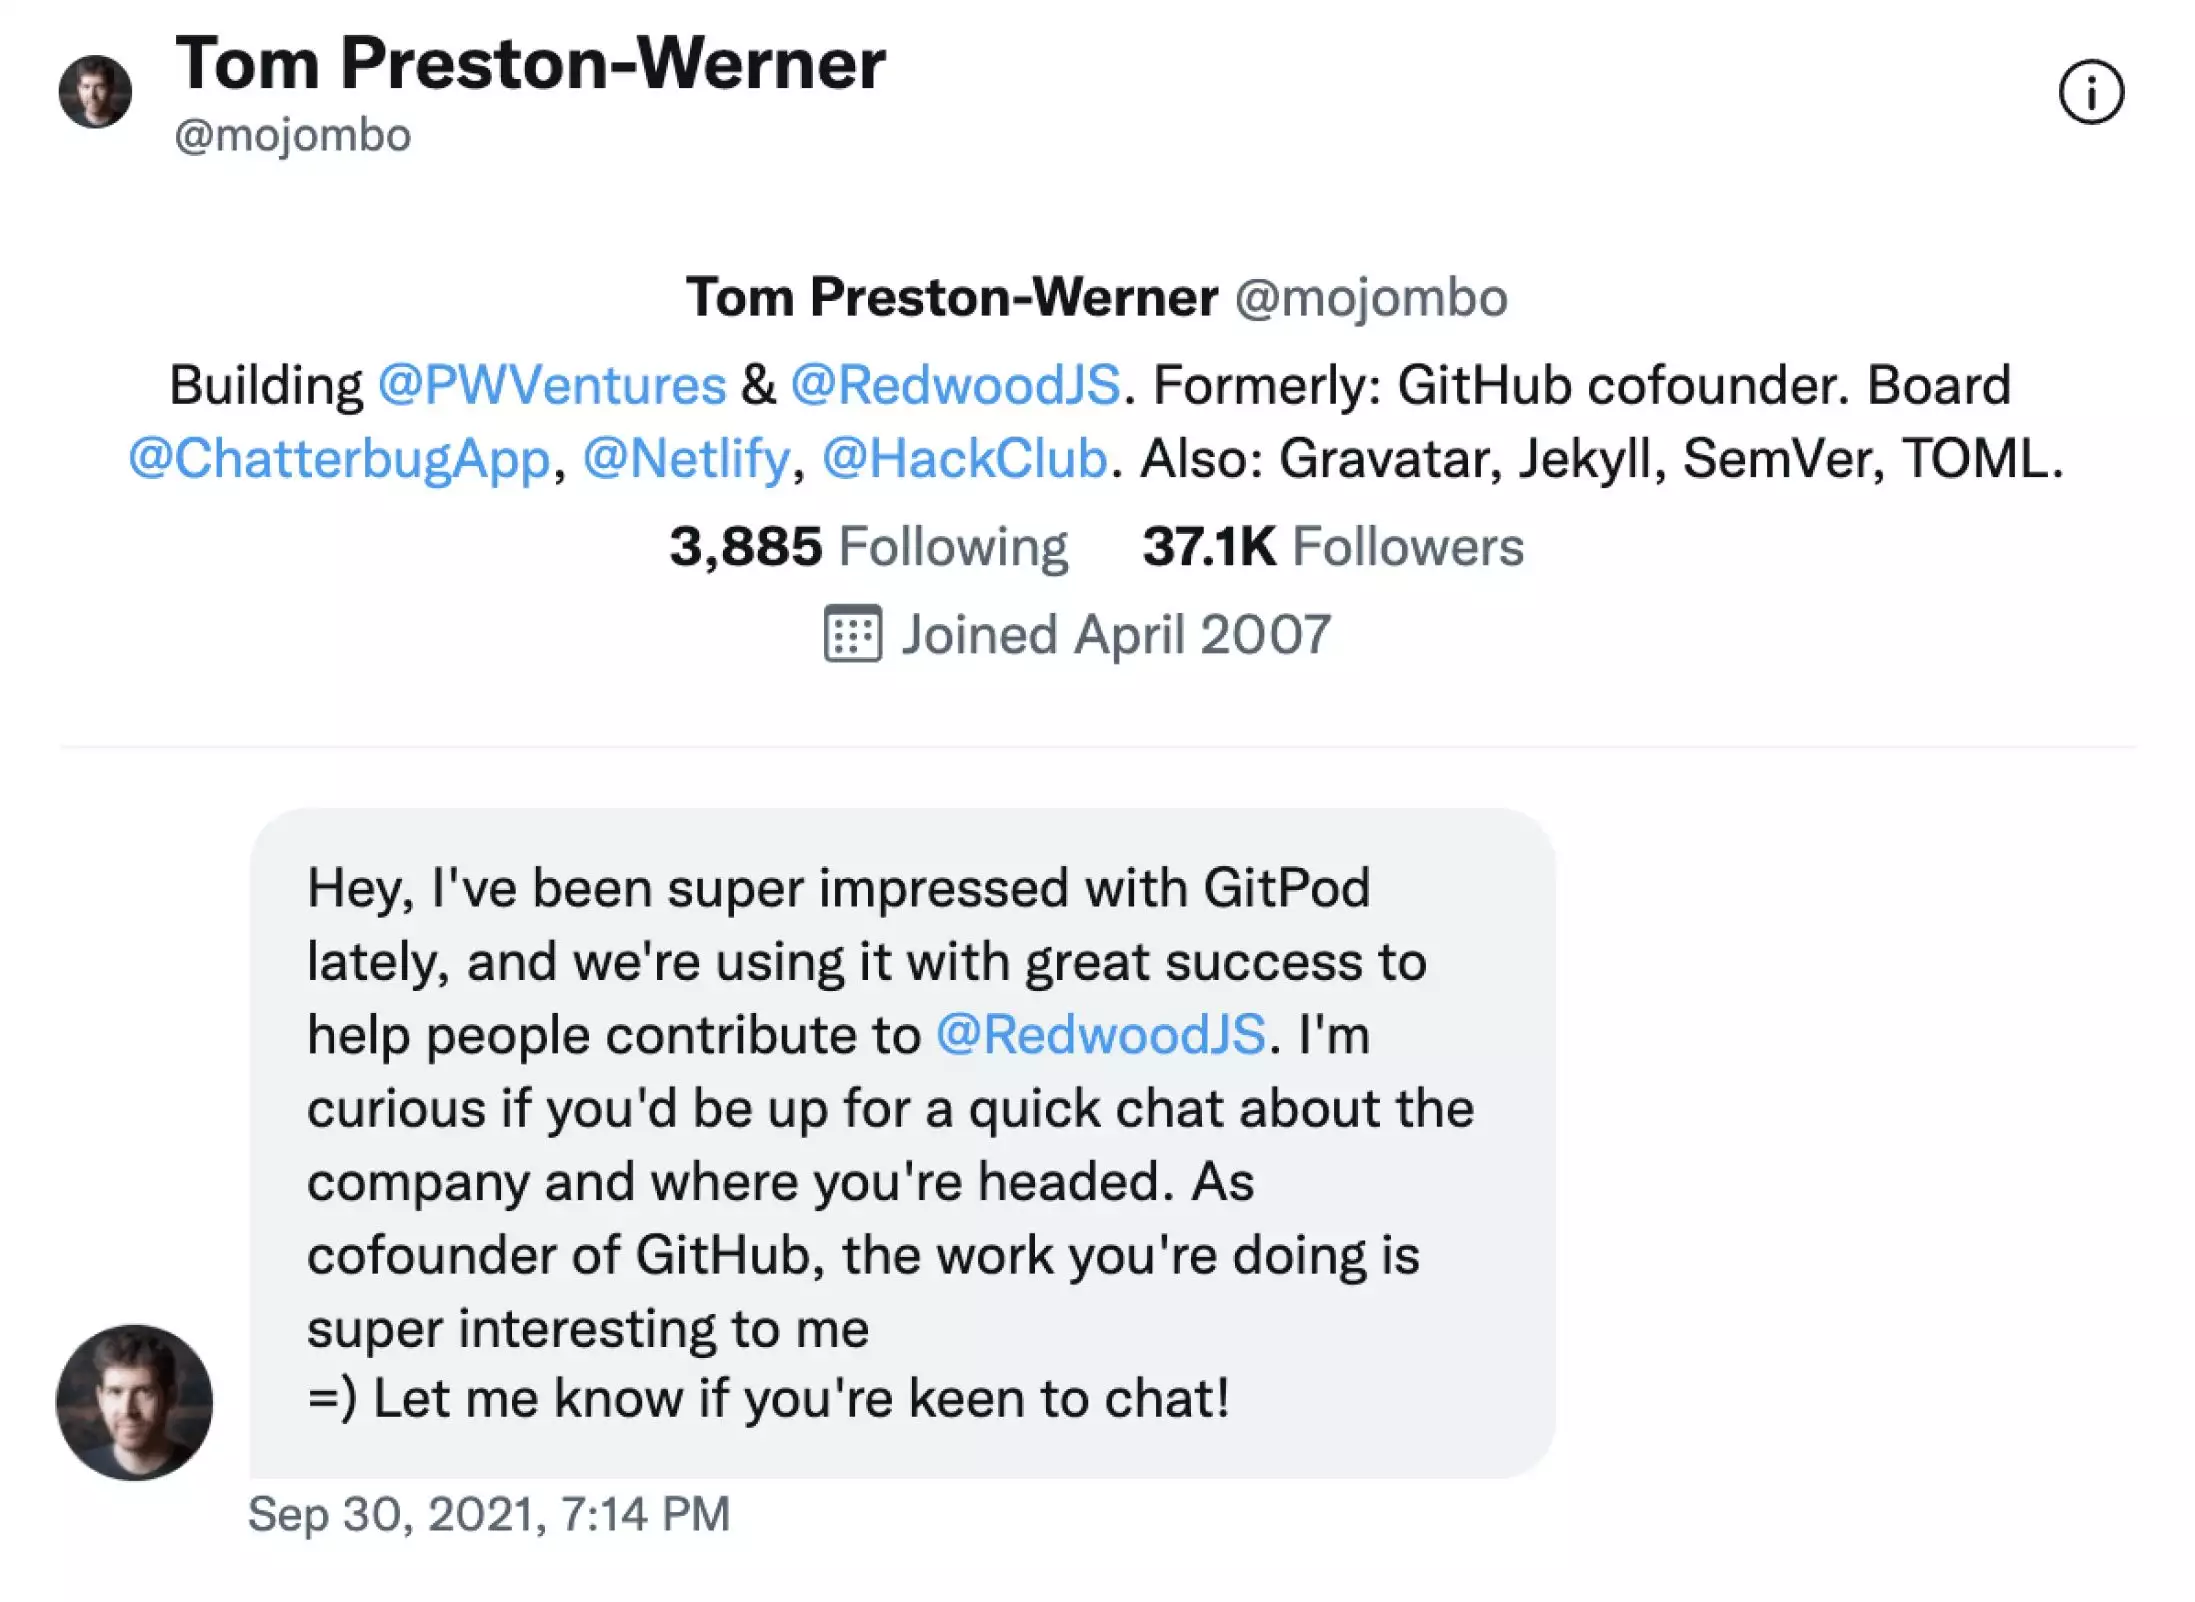 Tom Preston-Werner
@mojombo
Tom Preston-Werner @mojombo
Building @PWVentures & @RedwoodJS. Formerly: GitHub cofounder. Board
@ChatterbugApp, @Netlify, @HackClub. Also: Gravatar, Jekyll, SemVer, TOML.
3,885 Following 37.1K Followers
Joined April 2007
Hey, I've been super impressed with GitPod
lately, and we're using it with great success to
help people contribute to @RedwoodJS. I'm
curious if you'd be up for a quick chat about the
company and where you're headed. As
cofounder of GitHub, the work you're doing is
super interesting to me
=) Let me know if you're keen to chat!
Sep 30, 2021, 7:14 PM